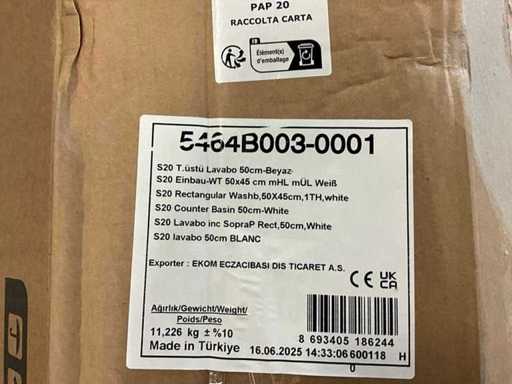 PAP 20
RACCOLTA CARTA
FR
Élément(s)
d'emballage
5464B003-0001
S20 T.üstü Lavabo 50cm-Beyaz
S20 Einbau-WT 50x45 cm mHL mÜL Weiß
S20 Rectangular Washb,50X45cm,1TH,white
S20 Counter Basin 50cm-White
S20 Lavabo inc SopraP Rect,50cm,White
S20 lavabo 50cm BLANC
Exporter : EKOM ECZACIBASI DIS TICARET A.S.
CE UK
CA
Ağırlık/Gewicht/Weight/
Poids/Peso
11,226 kg ± %10
8 693405 186244
Made in Türkiye 16.06.2025 14:33:06 600118 H
0